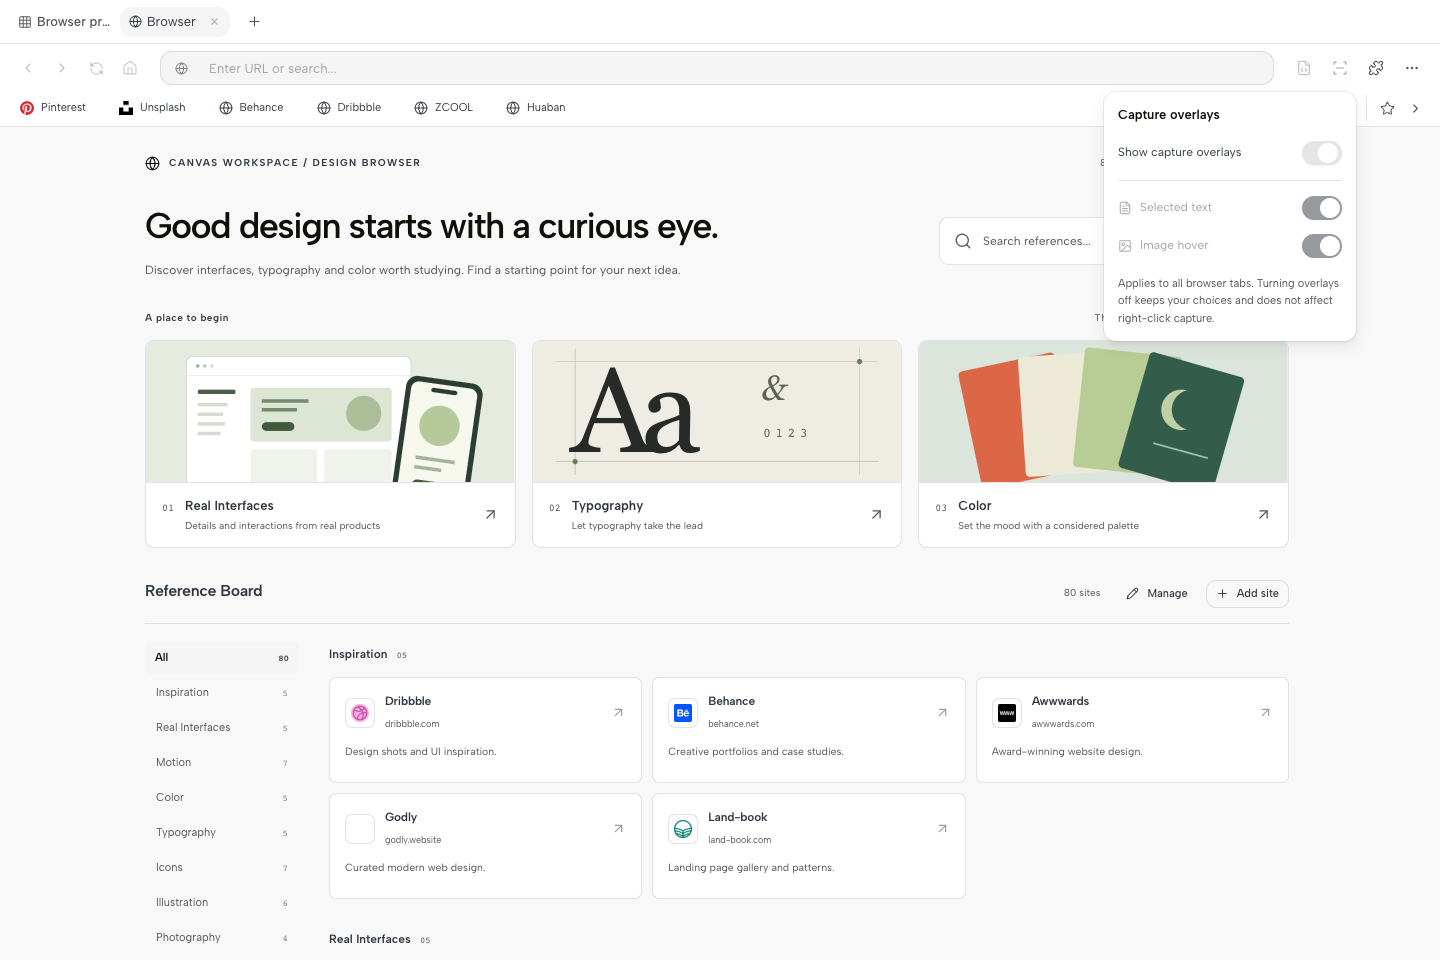 Browser pr...
Browser
Enter URL or search...
Pinterest
Unsplash
Behance
Dribbble
ZCOOL
Huaban
Capture overlays
Show capture overlays
Selected text
Image hover
Applies to all browser tabs. Turning overlays
off keeps your choices and does not affect
right-click capture.
CANVAS WORKSPACE / DESIGN BROWSER
Good design starts with a curious eye.
Discover interfaces, typography and color worth studying. Find a starting point for your next idea.
Search references...
A place to begin
Aa
&
0 1 2 3
01
Real Interfaces
Details and interactions from real products
02
Typography
Let typography take the lead
03
Color
Set the mood with a considered palette
Reference Board
80 sites
Manage
Add site
All
80
Inspiration
5
Real Interfaces
5
Motion
7
Color
5
Typography
5
Icons
7
Illustration
6
Photography
4
Inspiration
05
Dribbble
dribbble.com
Design shots and UI inspiration.
Bē
Behance
behance.net
Creative portfolios and case studies.
www
Awwwards
awwwards.com
Award-winning website design.
Godly
godly.website
Curated modern web design.
Land-book
land-book.com
Landing page gallery and patterns.
Real Interfaces
05